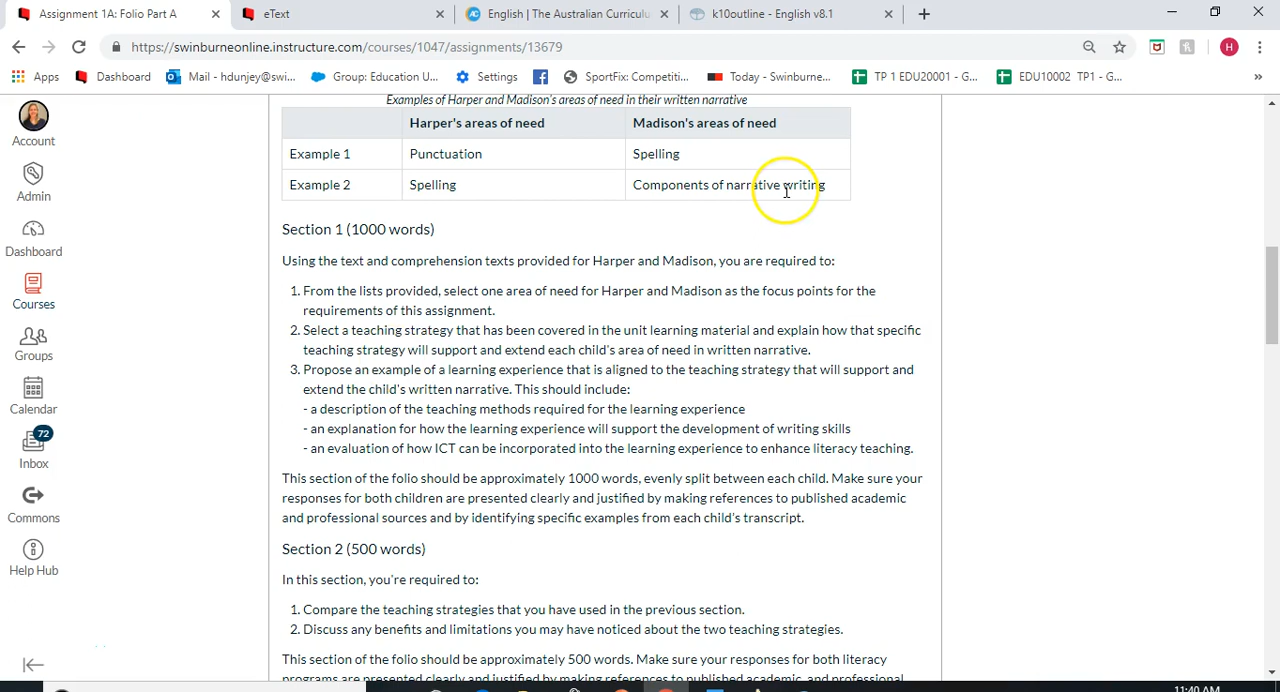 Assignment 1A: Folio Part A
eText
English | The Australian Curriculu
k10outline - English v8.1
https://swinburneonline.instructure.com/courses/1047/assignments/13679
Apps
Dashboard
Mail - hdunjey@swi...
Group: Education U...
Settings
SportFix: Competiti...
Today - Swinburne...
TP 1 EDU20001 - G...
EDU10002 TP1 - G...
Account
Admin
Dashboard
Courses
Groups
Calendar
72
Inbox
Commons
Help Hub
Examples of Harper and Madison's areas of need in their written narrative
Harper's areas of need Madison's areas of need
Example 1 Punctuation Spelling
Example 2 Spelling Components of narrative writing
Section 1 (1000 words)
Using the text and comprehension texts provided for Harper and Madison, you are required to:
1. From the lists provided, select one area of need for Harper and Madison as the focus points for the
requirements of this assignment.
2. Select a teaching strategy that has been covered in the unit learning material and explain how that specific
teaching strategy will support and extend each child's area of need in written narrative.
3. Propose an example of a learning experience that is aligned to the teaching strategy that will support and
extend the child's written narrative. This should include:
- a description of the teaching methods required for the learning experience
- an explanation for how the learning experience will support the development of writing skills
- an evaluation of how ICT can be incorporated into the learning experience to enhance literacy teaching.
This section of the folio should be approximately 1000 words, evenly split between each child. Make sure your
responses for both children are presented clearly and justified by making references to published academic
and professional sources and by identifying specific examples from each child's transcript.
Section 2 (500 words)
In this section, you're required to:
1. Compare the teaching strategies that you have used in the previous section.
2. Discuss any benefits and limitations you may have noticed about the two teaching strategies.
This section of the folio should be approximately 500 words. Make sure your responses for both literacy
programs are presented clearly and justified by making references to published academic, and professional
11:40 AM
H